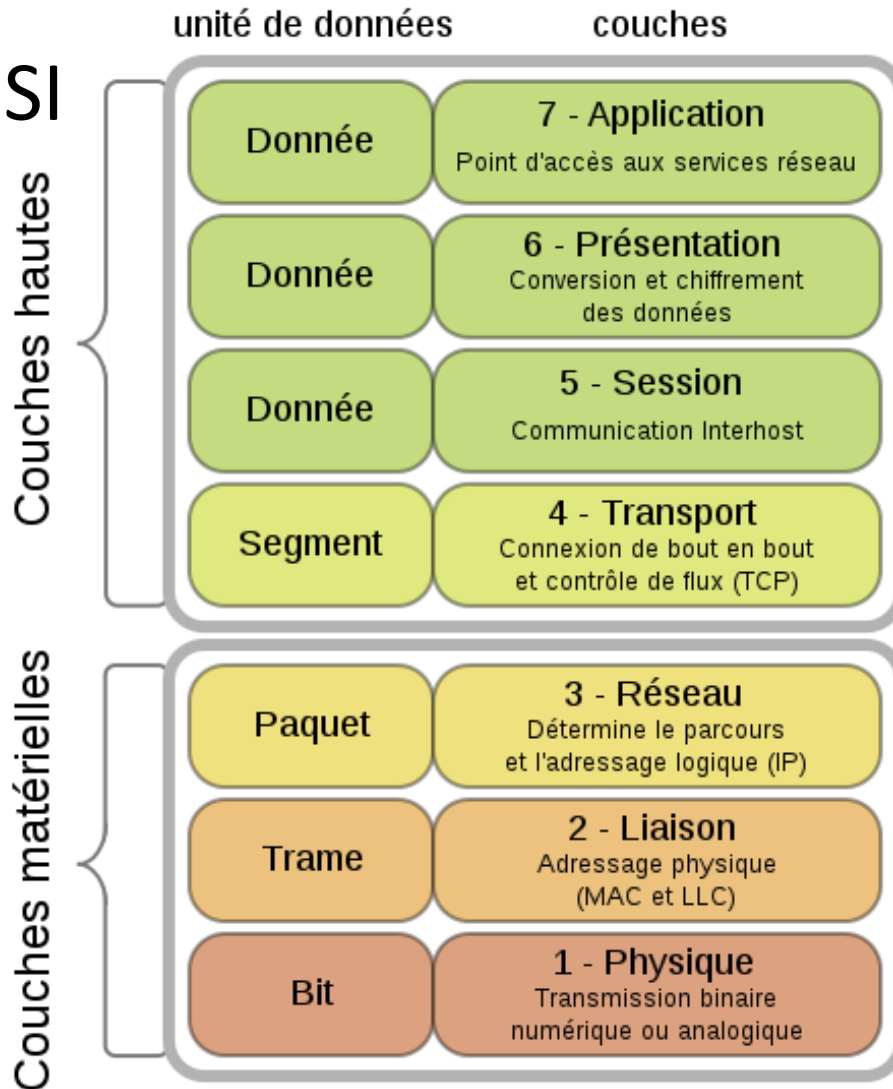 unité de données couches
SI
Couches hautes
Donnée
7 - Application
Point d'accès aux services réseau
Donnée
6 - Présentation
Conversion et chiffrement
des données
Donnée
5 - Session
Communication Interhost
Segment
4 - Transport
Connexion de bout en bout
et contrôle de flux (TCP)
Couches matérielles
Paquet
3 - Réseau
Détermine le parcours
et l'adressage logique (IP)
Trame
2 - Liaison
Adressage physique
(MAC et LLC)
Bit
1 - Physique
Transmission binaire
numérique ou analogique